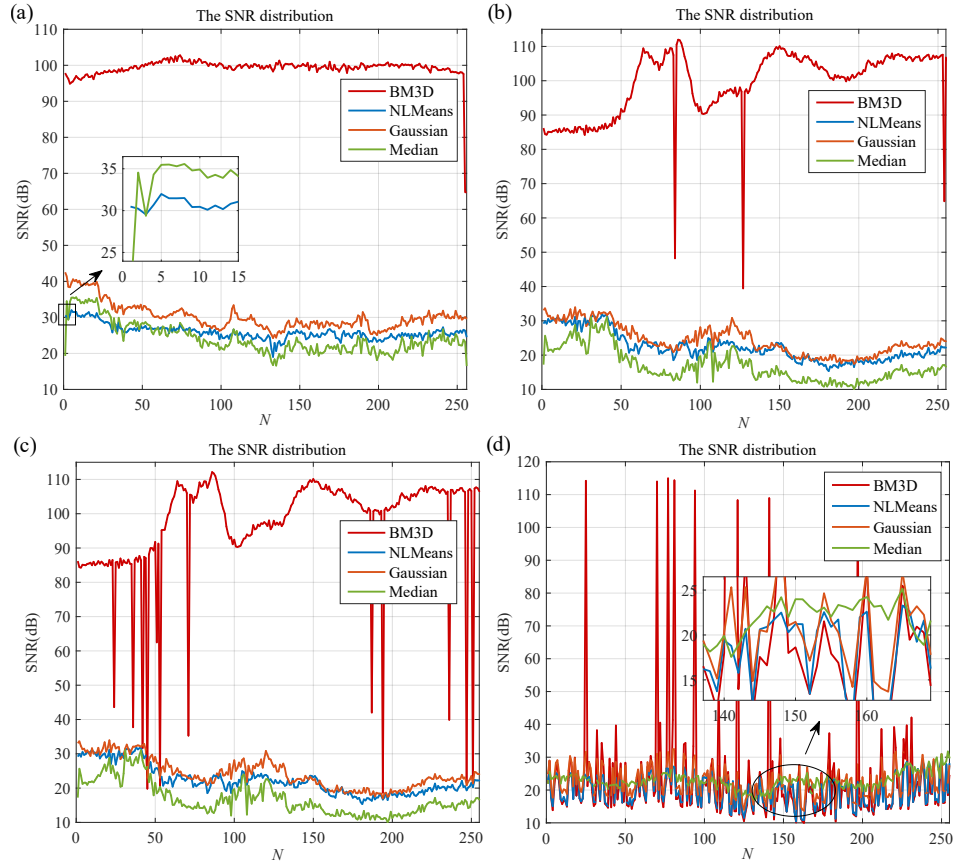 (a)
The SNR distribution
110
100
90
80
70
60
50
40
30
20
10
SNR(dB)
0
50
100
150
200
250
N
BM3D
NLMeans
Gaussian
Median
35
30
25
0
5
10
15
(b)
The SNR distribution
110
100
90
80
70
60
50
40
30
20
10
SNR(dB)
0
50
100
150
200
250
N
BM3D
NLMeans
Gaussian
Median
(c)
The SNR distribution
110
100
90
80
70
60
50
40
30
20
10
SNR(dB)
0
50
100
150
200
250
N
BM3D
NLMeans
Gaussian
Median
(d)
The SNR distribution
120
110
100
90
80
70
60
50
40
30
20
10
SNR(dB)
0
50
100
150
200
250
N
BM3D
NLMeans
Gaussian
Median
25
20
15
140
150
160